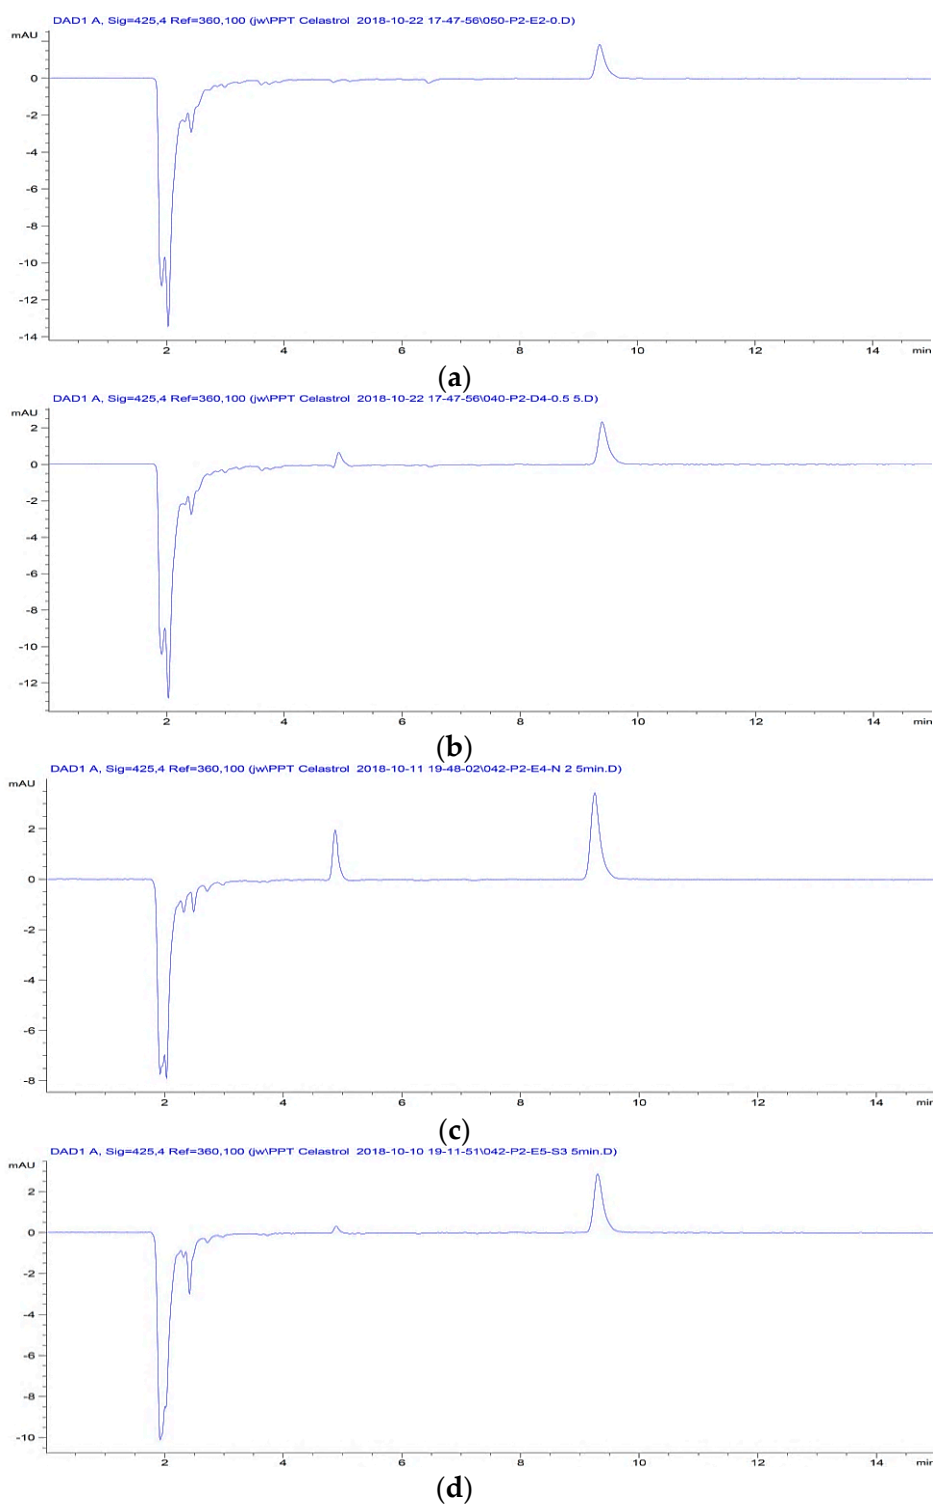 DAD1 A, Sig=425,4 Ref=360,100 (jw\PPT Celastrol 2018-10-22 17-47-56\050-P2-E2-0.D)
mAU
0
-2
-4
-6
-8
-10
-12
-14
2 4 6 8 10 12 14 min
(a)
DAD1 A, Sig=425,4 Ref=360,100 (jw\PPT Celastrol 2018-10-22 17-47-56\040-P2-D4-0.5 5.D)
mAU
2
0
-2
-4
-6
-8
-10
-12
2 4 6 8 10 12 14 min
(b)
DAD1 A, Sig=425,4 Ref=360,100 (jw\PPT Celastrol 2018-10-11 19-48-02\042-P2-E4-N 2 5min.D)
mAU
2
0
-2
-4
-6
-8
2 4 6 8 10 12 14 min
(c)
DAD1 A, Sig=425,4 Ref=360,100 (jw\PPT Celastrol 2018-10-10 19-11-51\042-P2-E5-S3 5min.D)
mAU
2
0
-2
-4
-6
-8
-10
2 4 6 8 10 12 14 min
(d)